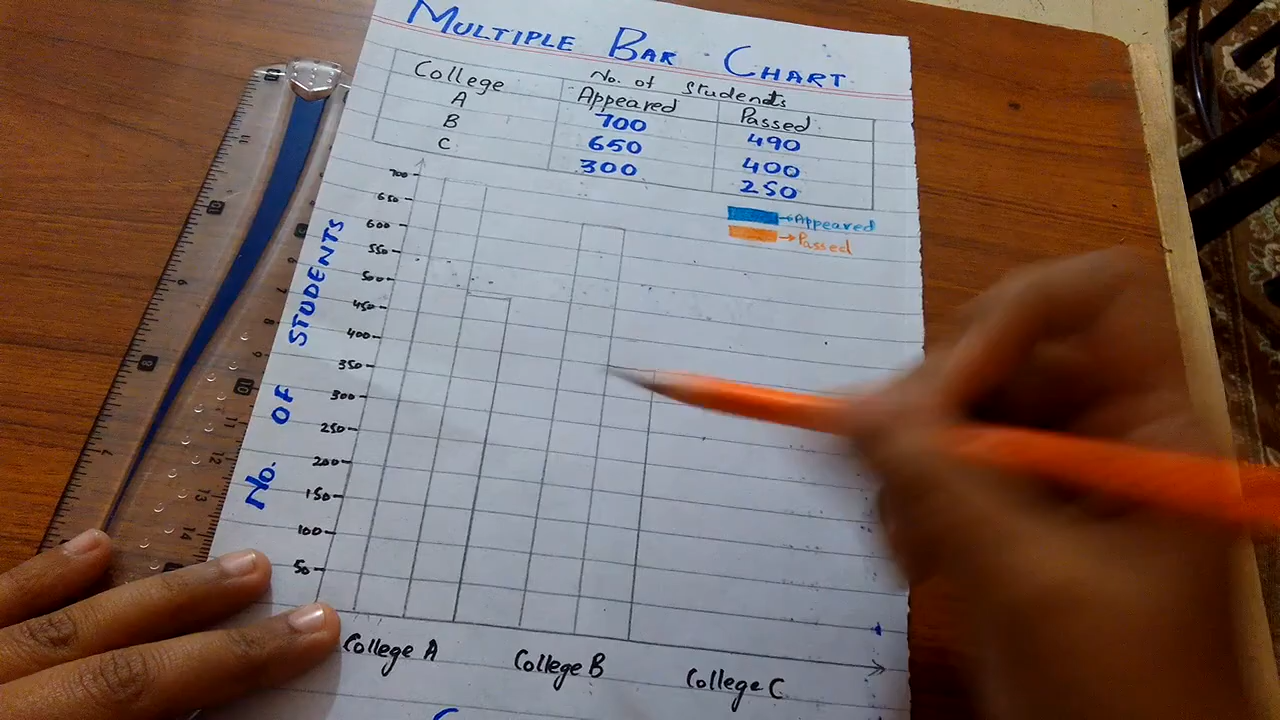 MULTIPLE BAR CHART
College No. of students
Appeared Passed
A 700 490
B 650 400
C 300 250
Appeared
Passed
700
650
600
550
500
450
400
350
300
250
200
150
100
50
No. OF STUDENTS
College A College B College C